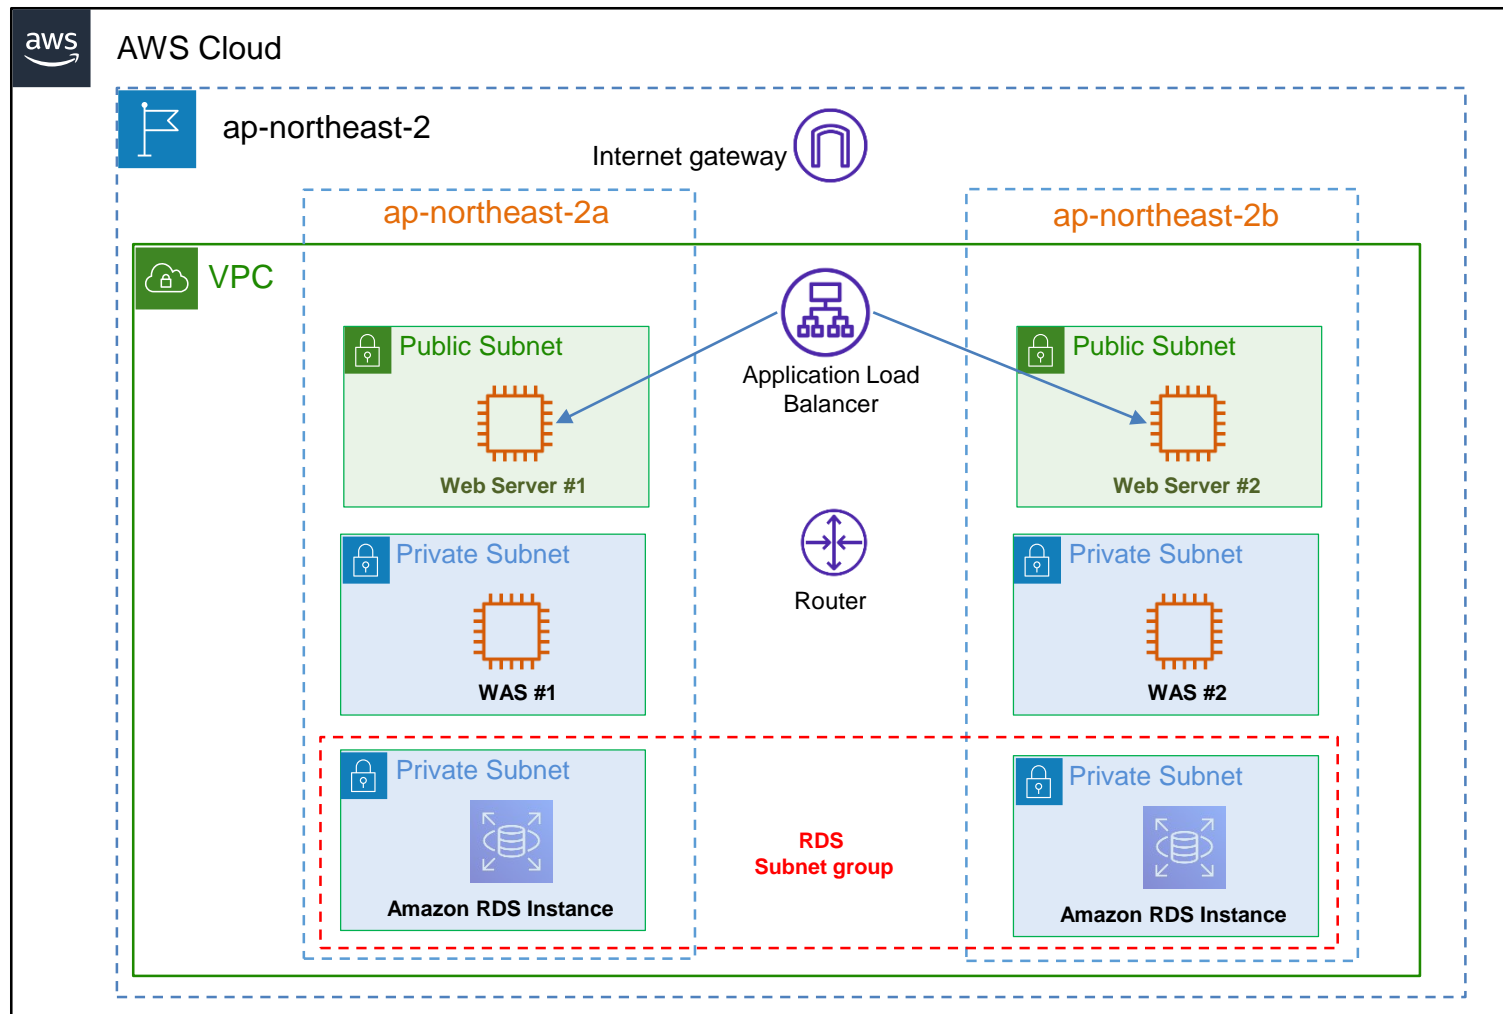 aws
AWS Cloud
ap-northeast-2
Internet gateway
ap-northeast-2a
ap-northeast-2b
VPC
Public Subnet
Public Subnet
Application Load
Balancer
Web Server #1
Web Server #2
Private Subnet
Private Subnet
Router
WAS #1
WAS #2
Private Subnet
Private Subnet
RDS
Subnet group
Amazon RDS Instance
Amazon RDS Instance